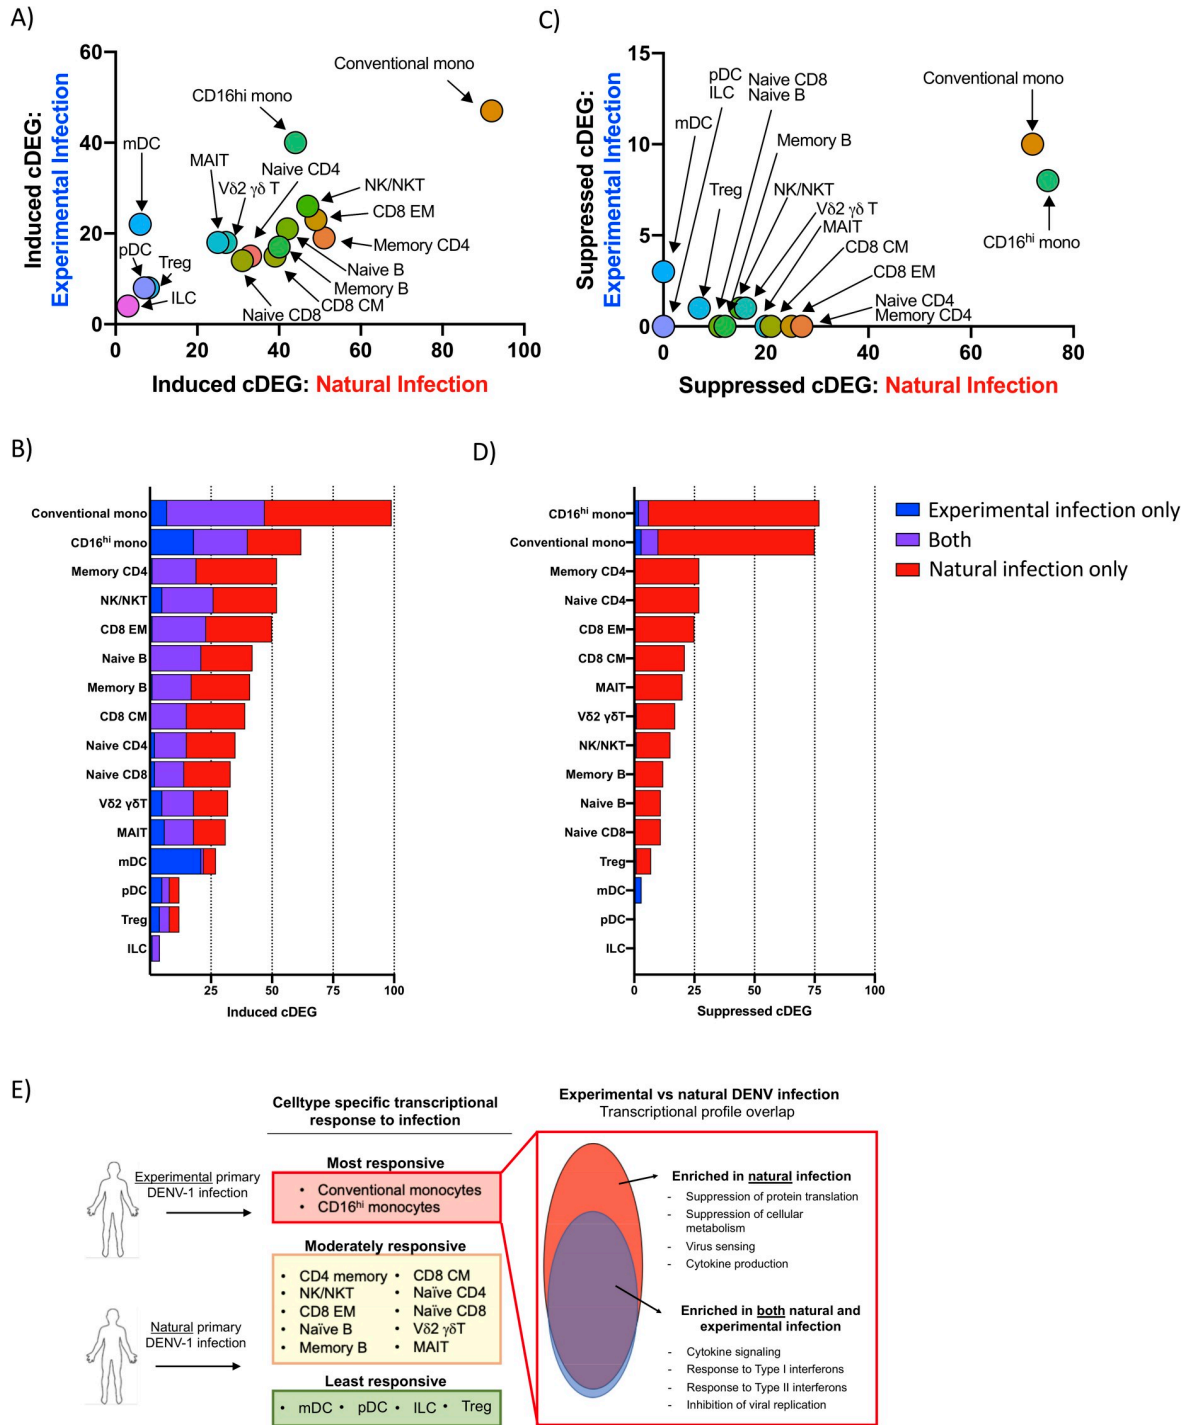 A)
Induced cDEG:
Experimental Infection
60
40
20
0
0 20 40 60 80 100
Induced cDEG: Natural Infection
Conventional mono
CD16hi mono
mDC
MAIT
Naive CD4
Vδ2 γδ T
NK/NKT
CD8 EM
Memory CD4
pDC
Treg
Naive B
Memory B
ILC
CD8 CM
Naive CD8
C)
Suppressed cDEG:
Experimental Infection
15
10
5
0
0 20 40 60 80
Suppressed cDEG: Natural Infection
pDC
ILC
Naive CD8
Naive B
Conventional mono
mDC
Memory B
Treg
NK/NKT
Vδ2 γδ T
MAIT
CD16hi mono
CD8 CM
CD8 EM
Naive CD4
Memory CD4
B)
Conventional mono
CD16hi mono
Memory CD4
NK/NKT
CD8 EM
Naive B
Memory B
CD8 CM
Naive CD4
Naive CD8
Vδ2 γδT
MAIT
mDC
pDC
Treg
ILC
25 50 75 100
Induced cDEG
D)
CD16hi mono
Conventional mono
Memory CD4
Naive CD4
CD8 EM
CD8 CM
MAIT
Vδ2 γδT
NK/NKT
Memory B
Naive B
Naive CD8
Treg
mDC
pDC
ILC
0 25 50 75 100
Suppressed cDEG
Experimental infection only
Both
Natural infection only
E)
Experimental primary
DENV-1 infection
Natural primary
DENV-1 infection
Celltype specific transcriptional
response to infection
Most responsive
• Conventional monocytes
• CD16hi monocytes
Moderately responsive
• CD4 memory • CD8 CM
• NK/NKT • Naïve CD4
• CD8 EM • Naïve CD8
• Naïve B • Vδ2 γδT
• Memory B • MAIT
Least responsive
• mDC • pDC • ILC • Treg
Experimental vs natural DENV infection
Transcriptional profile overlap
Enriched in natural infection
- Suppression of protein translation
- Suppression of cellular
metabolism
- Virus sensing
- Cytokine production
Enriched in both natural and
experimental infection
- Cytokine signaling
- Response to Type I interferons
- Response to Type II interferons
- Inhibition of viral replication